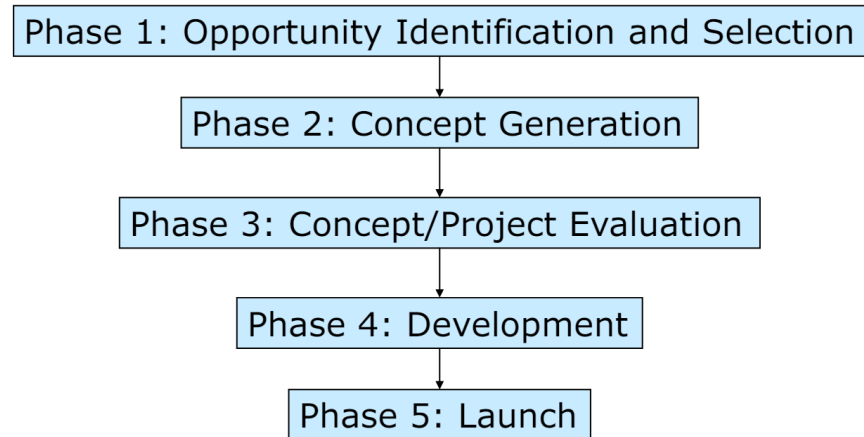 Phase 1: Opportunity Identification and Selection
Phase 2: Concept Generation
Phase 3: Concept/Project Evaluation
Phase 4: Development
Phase 5: Launch